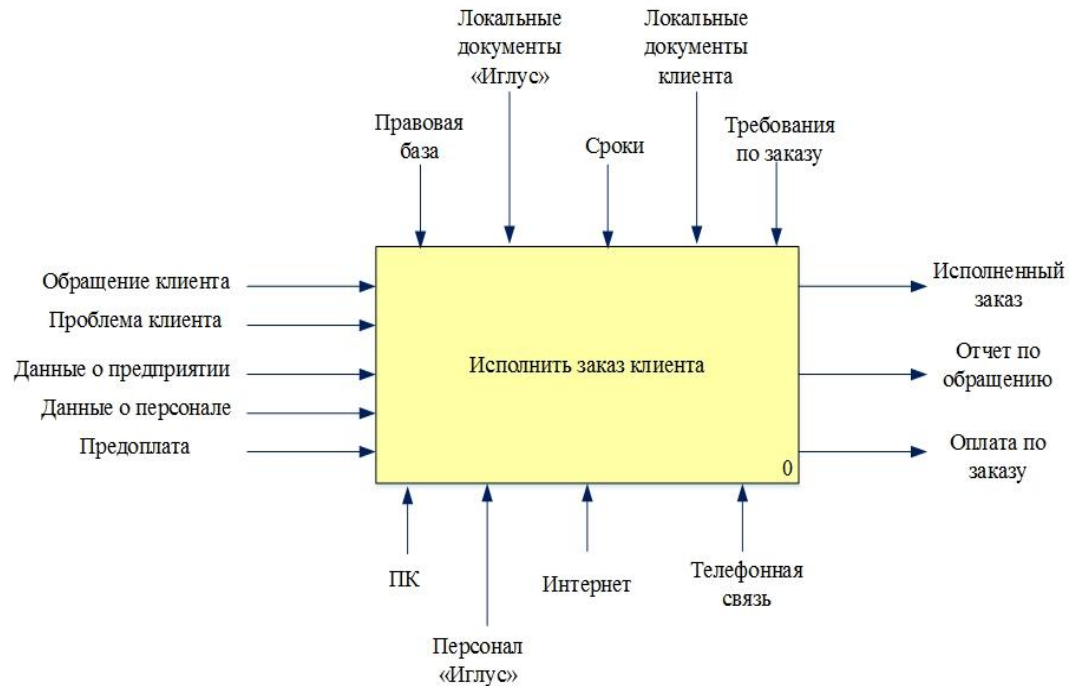 Локальные
документы
«Иглус»
Локальные
документы
клиента
Правовая
база
Сроки
Требования
по заказу
Обращение клиента
Проблема клиента
Данные о предприятии
Данные о персонале
Предоплата
Исполнить заказ клиента
0
Исполненный
заказ
Отчет по
обращению
Оплата по
заказу
ПК
Персонал
«Иглус»
Интернет
Телефонная
связь